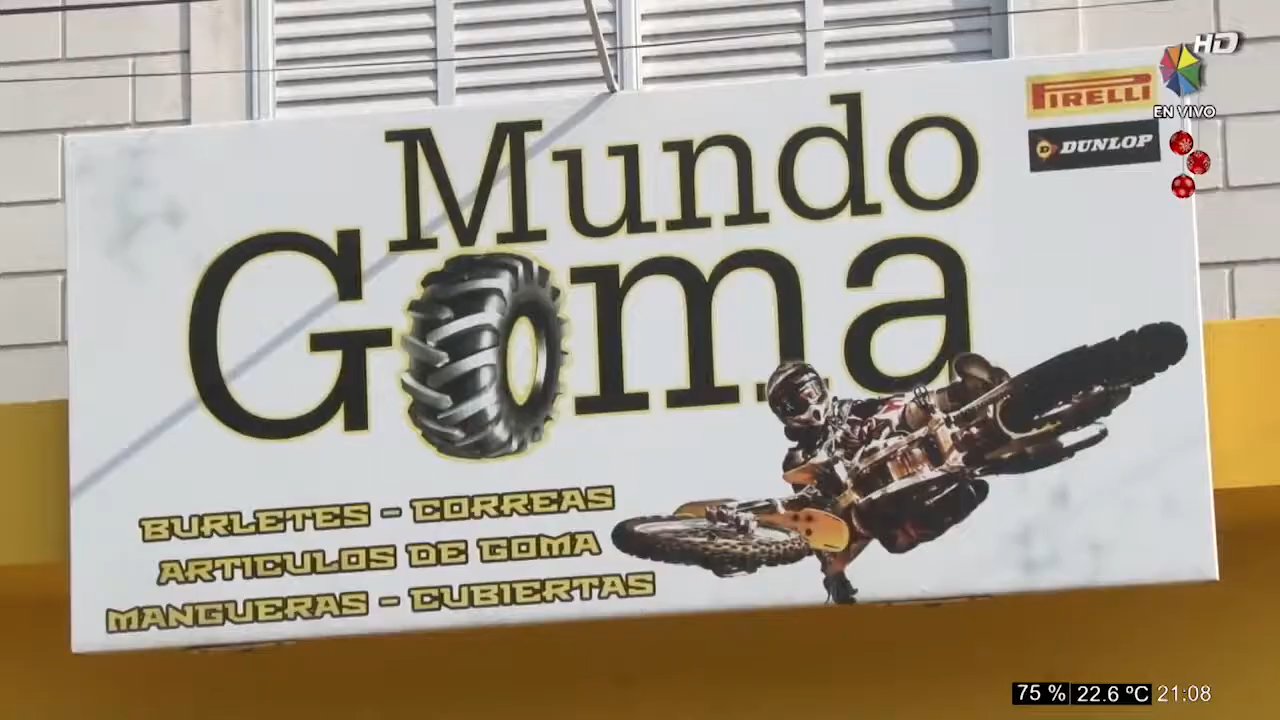 Mundo
Goma
PIRELLI
DUNLOP
BURLETES - CORREAS
ARTICULOS DE GOMA
MANGUERAS - CUBIERTAS
HD
EN VIVO
75 % 22.6 ºC 21:08